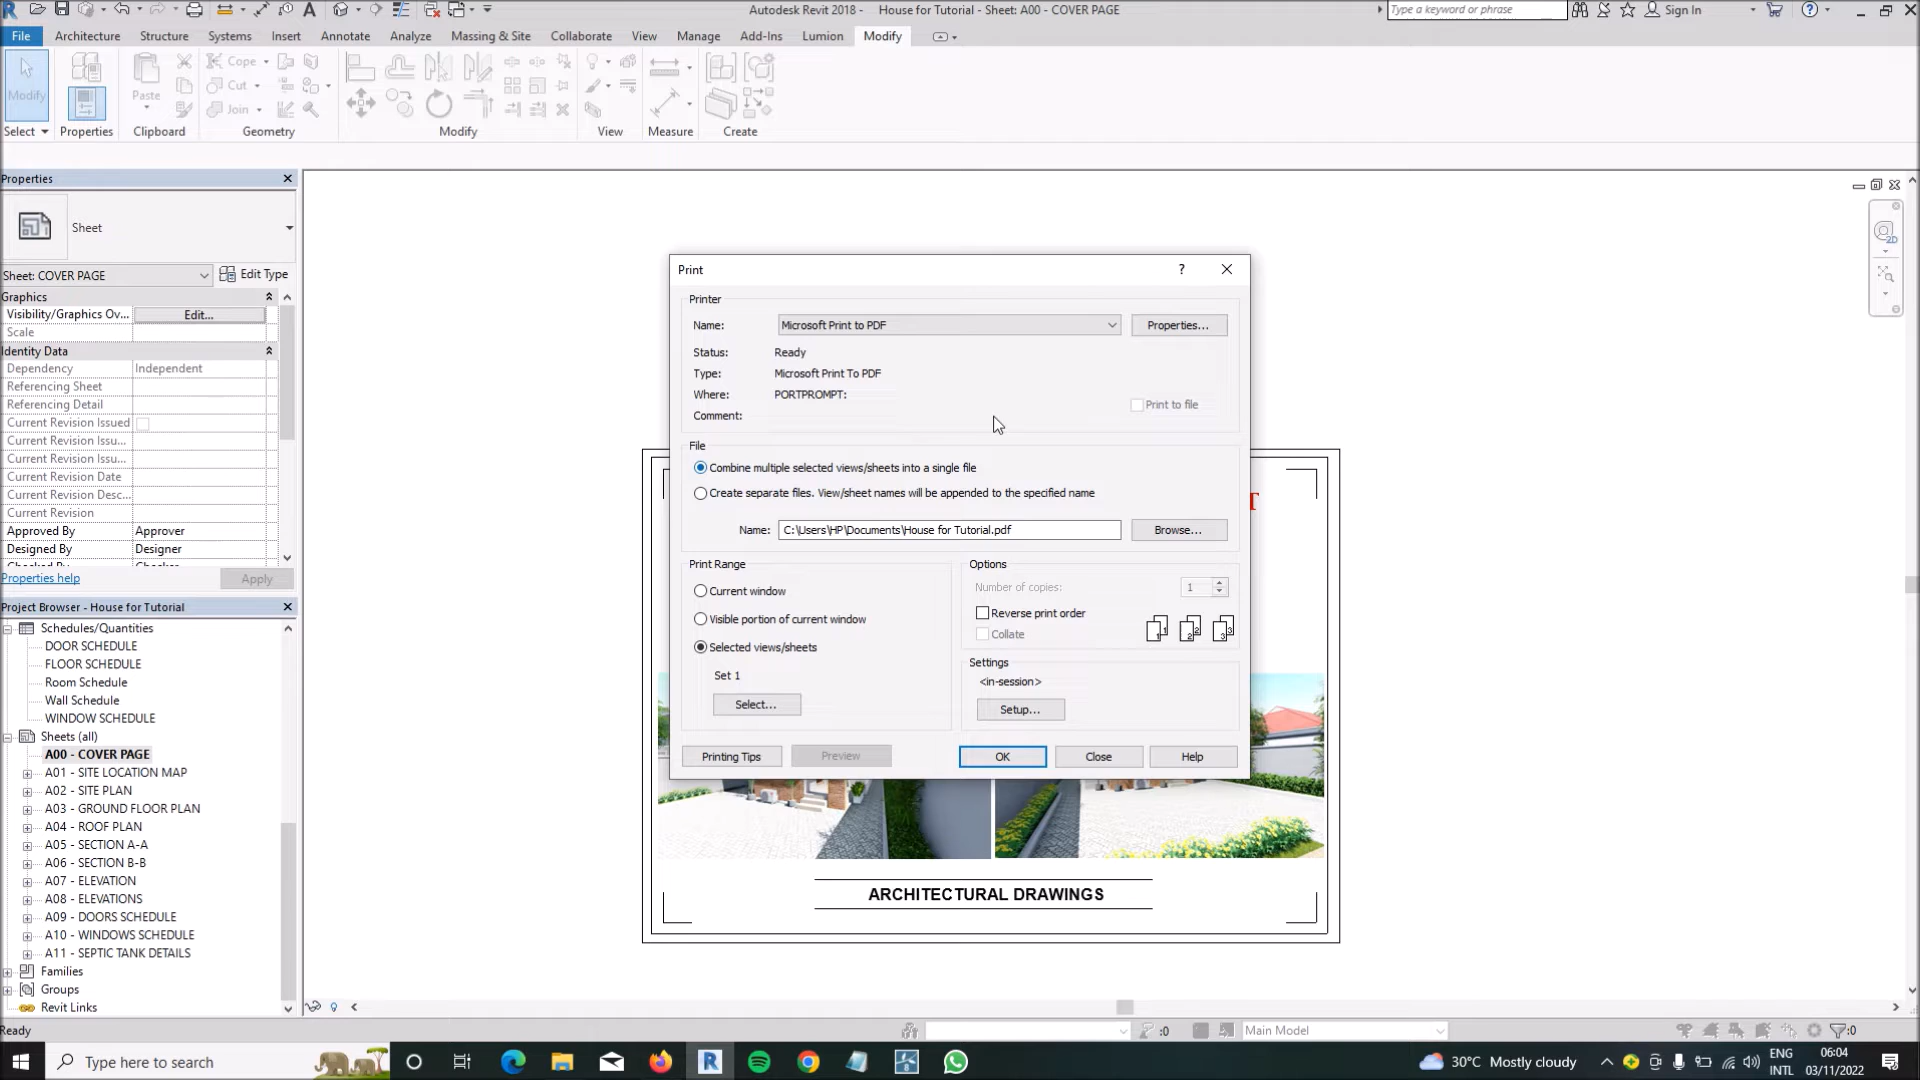 Autodesk Revit 2018 - House for Tutorial - Sheet: A00 - COVER PAGE
Type a keyword or phrase
Sign In
File Architecture Structure Systems Insert Annotate Analyze Massing & Site Collaborate View Manage Add-Ins Lumion Modify
Modify
Paste
Cope
Cut
Join
Select Properties Clipboard Geometry Modify View Measure Create
Properties
Sheet
Sheet: COVER PAGE Edit Type
Graphics
Visibility/Graphics Ov... Edit...
Scale
Identity Data
Dependency Independent
Referencing Sheet
Referencing Detail
Current Revision Issued
Current Revision Issu...
Current Revision Issu...
Current Revision Date
Current Revision Desc...
Current Revision
Approved By Approver
Designed By Designer
Checked By Checker
Properties help Apply
Project Browser - House for Tutorial
Schedules/Quantities
DOOR SCHEDULE
FLOOR SCHEDULE
Room Schedule
Wall Schedule
WINDOW SCHEDULE
Sheets (all)
A00 - COVER PAGE
A01 - SITE LOCATION MAP
A02 - SITE PLAN
A03 - GROUND FLOOR PLAN
A04 - ROOF PLAN
A05 - SECTION A-A
A06 - SECTION B-B
A07 - ELEVATION
A08 - ELEVATIONS
A09 - DOORS SCHEDULE
A10 - WINDOWS SCHEDULE
A11 - SEPTIC TANK DETAILS
Families
Groups
Revit Links
Print
Printer
Name: Microsoft Print to PDF Properties...
Status: Ready
Type: Microsoft Print To PDF
Where: PORTPROMPT:
Comment:
Print to file
File
Combine multiple selected views/sheets into a single file
Create separate files. View/sheet names will be appended to the specified name
Name: C:\Users\HP\Documents\House for Tutorial.pdf Browse...
Print Range
Current window
Visible portion of current window
Selected views/sheets
Set 1
Select...
Options
Number of copies: 1
Reverse print order
Collate
Settings
<in-session>
Setup...
Printing Tips Preview OK Close Help
T
ARCHITECTURAL DRAWINGS
2D
Ready
:0
Main Model
:0
Type here to search
30°C Mostly cloudy
ENG
INTL
06:04
03/11/2022